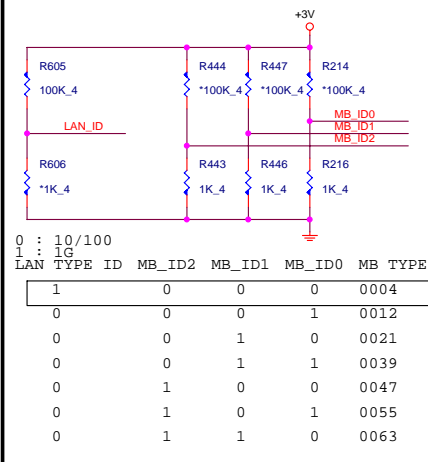 +3V
R605 R444 R447 R214
100K_4 *100K_4 *100K_4 *100K_4
MB_ID0
LAN_ID MB_ID1
MB_ID2
R606 R443 R446 R216
*1K_4 1K_4 1K_4 1K_4
0 : 10/100
1 : 1G
LAN TYPE ID MB_ID2 MB_ID1 MB_ID0 MB TYPE
1 0 0 0 0004
0 0 0 1 0012
0 0 1 0 0021
0 0 1 1 0039
0 1 0 0 0047
0 1 0 1 0055
0 1 1 0 0063